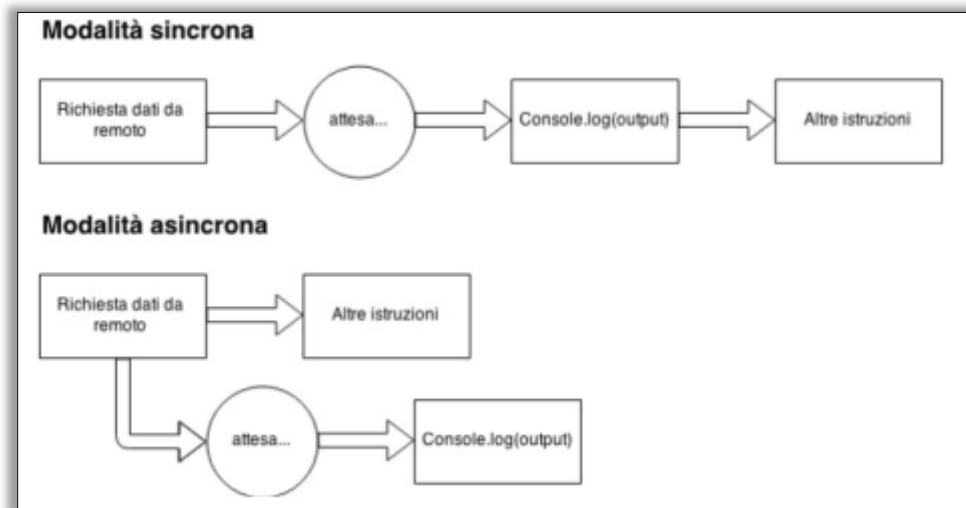 Modalità sincrona
Richiesta dati da
remoto
attesa...
Console.log(output)
Altre istruzioni
Modalità asincrona
Richiesta dati da
remoto
Altre istruzioni
attesa...
Console.log(output)